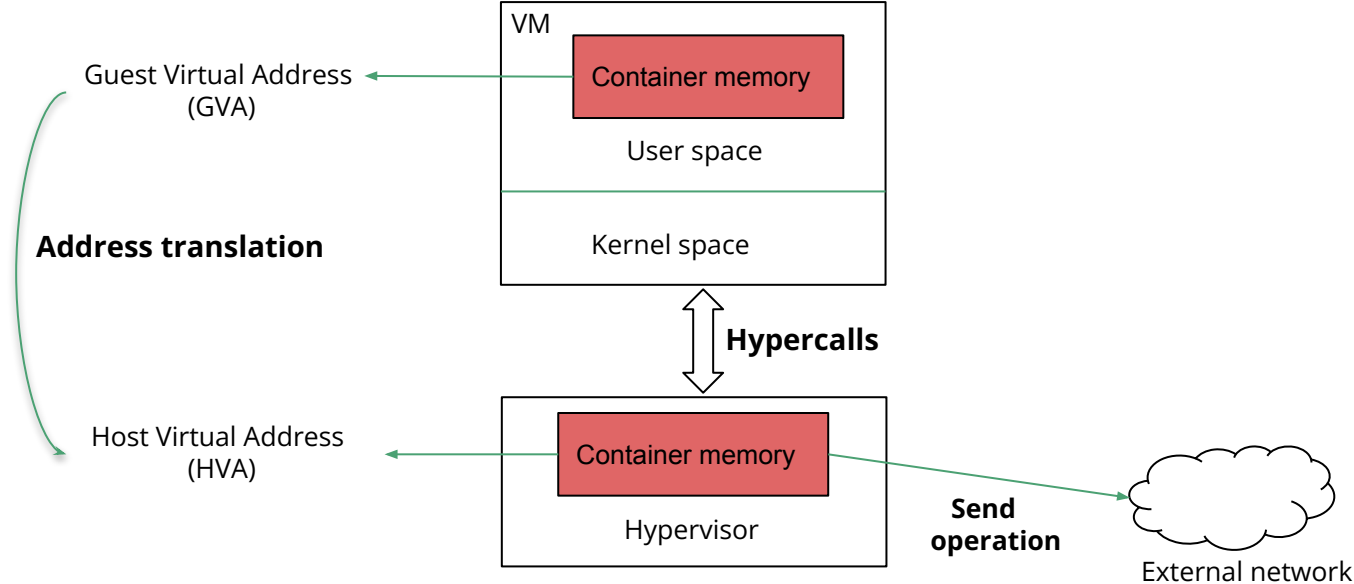 VM
Container memory
Guest Virtual Address
(GVA)
User space
Address translation
Kernel space
Hypercalls
Host Virtual Address
(HVA)
Container memory
Hypervisor
Send
operation
External network